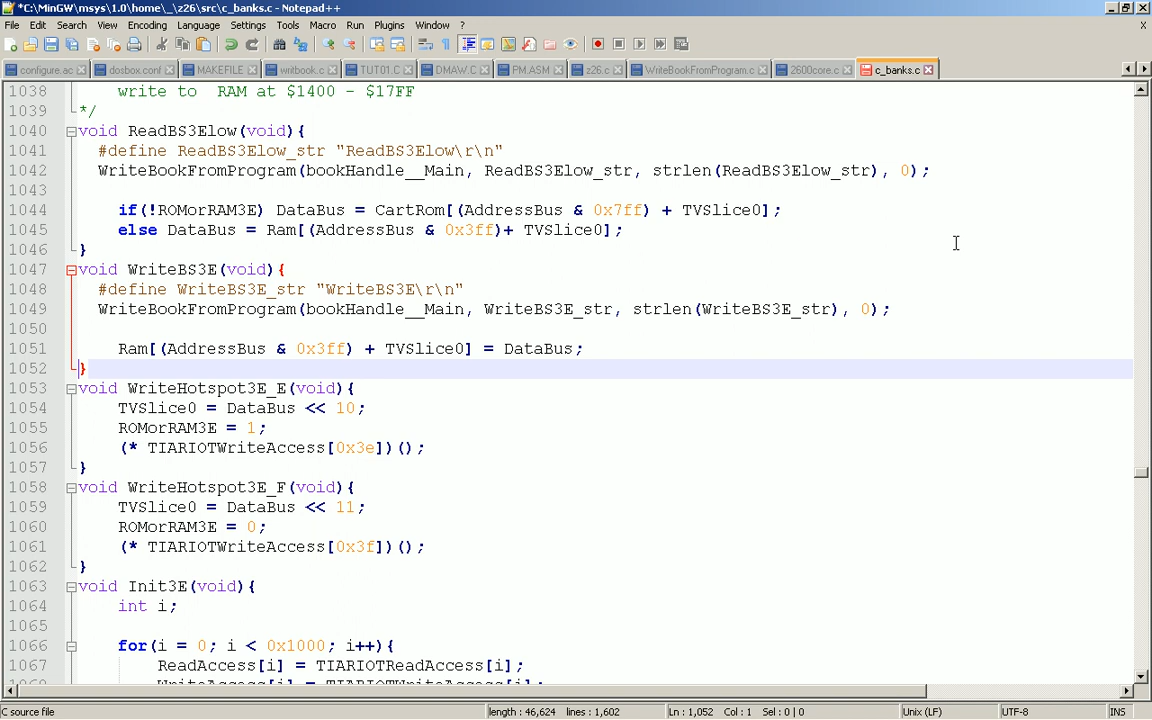 *C:\MinGW\msys\1.0\home\_\z26\src\c_banks.c - Notepad++
File Edit Search View Encoding Language Settings Tools Macro Run Plugins Window ? X
configure.ac dosbox.conf MAKEFILE writbook.c TUT01.C DMAW.C PM.ASM z26.c WriteBookFromProgram.c 2600core.c c_banks.c
1038 write to RAM at $1400 - $17FF
1039 */
1040 void ReadBS3Elow(void){
1041 #define ReadBS3Elow_str "ReadBS3Elow\r\n"
1042 WriteBookFromProgram(bookHandle__Main, ReadBS3Elow_str, strlen(ReadBS3Elow_str), 0);
1043
1044 if(!ROMorRAM3E) DataBus = CartRom[(AddressBus & 0x7ff) + TVSlice0];
1045 else DataBus = Ram[(AddressBus & 0x3ff)+ TVSlice0];
1046 }
1047 void WriteBS3E(void){
1048 #define WriteBS3E_str "WriteBS3E\r\n"
1049 WriteBookFromProgram(bookHandle__Main, WriteBS3E_str, strlen(WriteBS3E_str), 0);
1050
1051 Ram[(AddressBus & 0x3ff) + TVSlice0] = DataBus;
1052 }
1053 void WriteHotspot3E_E(void){
1054 TVSlice0 = DataBus << 10;
1055 ROMorRAM3E = 1;
1056 (* TIARIOTWriteAccess[0x3e])();
1057 }
1058 void WriteHotspot3E_F(void){
1059 TVSlice0 = DataBus << 11;
1060 ROMorRAM3E = 0;
1061 (* TIARIOTWriteAccess[0x3f])();
1062 }
1063 void Init3E(void){
1064 int i;
1065
1066 for(i = 0; i < 0x1000; i++){
1067 ReadAccess[i] = TIARIOTReadAccess[i];
C source file length : 46,624 lines : 1,602 Ln : 1,052 Col : 1 Sel : 0 | 0 Unix (LF) UTF-8 INS